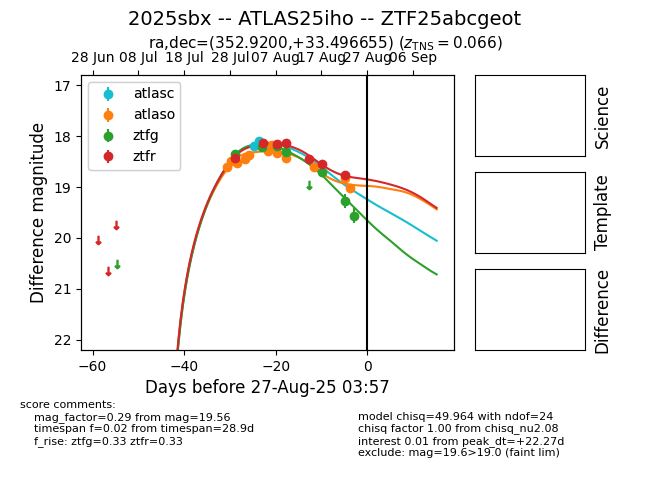 2025sbx -- ATLAS25iho -- ZTF25abcgeot
ra,dec=(352.9200,+33.496655) (z_TNS = 0.066)
28 Jun 08 Jul 18 Jul 28 Jul 07 Aug 17 Aug 27 Aug 06 Sep
17
18
19
20
21
22
Difference magnitude
atlasc
atlaso
ztfg
ztfr
−60 −40 −20 0
Days before 27-Aug-25 03:57
Science
Template
Difference
score comments:
mag_factor=0.29 from mag=19.56
timespan f=0.02 from timespan=28.9d
f_rise: ztfg=0.33 ztfr=0.33
model chisq=49.964 with ndof=24
chisq factor 1.00 from chisq_nu2.08
interest 0.01 from peak_dt=+22.27d
exclude: mag=19.6>19.0 (faint lim)